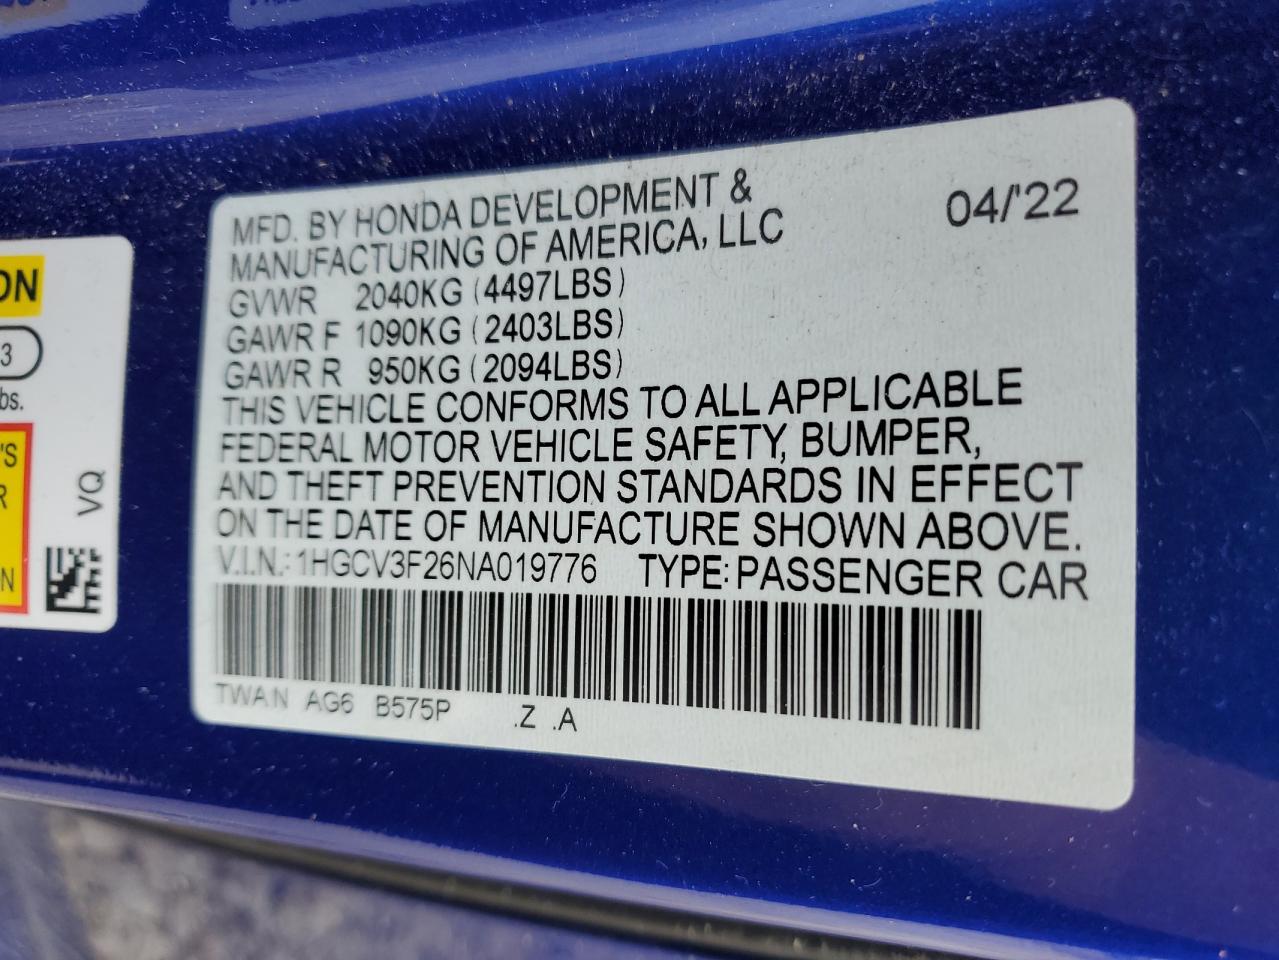 MFD. BY HONDA DEVELOPMENT &
MANUFACTURING OF AMERICA, LLC
04/'22
GVWR 2040KG (4497LBS)
GAWR F 1090KG (2403LBS)
GAWR R 950KG (2094LBS)
THIS VEHICLE CONFORMS TO ALL APPLICABLE
FEDERAL MOTOR VEHICLE SAFETY, BUMPER,
AND THEFT PREVENTION STANDARDS IN EFFECT
ON THE DATE OF MANUFACTURE SHOWN ABOVE.
V.I.N.: 1HGCV3F26NA019776 TYPE: PASSENGER CAR
TWAN AG6 B575P .Z .A
ON
3
bs.
'S
R
N
VQ